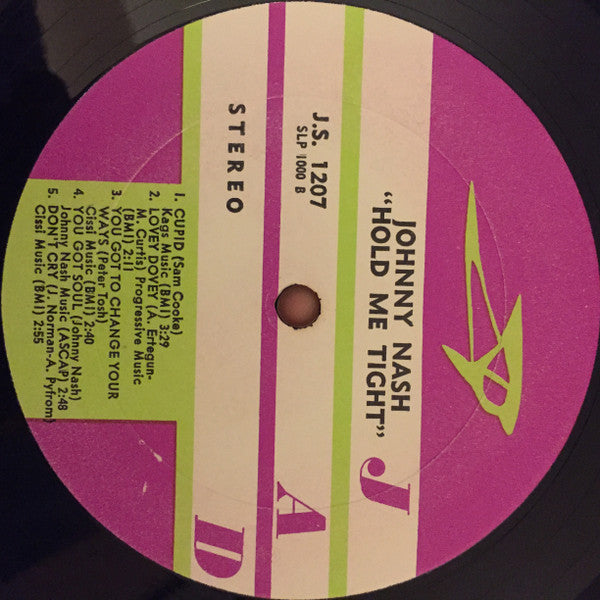 JOHNNY NASH
"HOLD ME TIGHT"
J.S. 1207
SLP 1000 B
STEREO
J
A
D
1. CUPID (Sam Cooke)
Kags Music (BMI) 3:29
2. LOVEY DOVEY (A. Ertegun-
M. Curtis) Progressive Music
(BMI) 2:11
3. YOU GOT TO CHANGE YOUR
WAYS (Peter Tosh)
Cissi Music (BMI) 2:40
4. YOU GOT SOUL (Johnny Nash)
Johnny Nash Music (ASCAP) 2:48
5. DON'T CRY (J. Norman-A. Pyfrom)
Cissi Music (BMI) 2:55